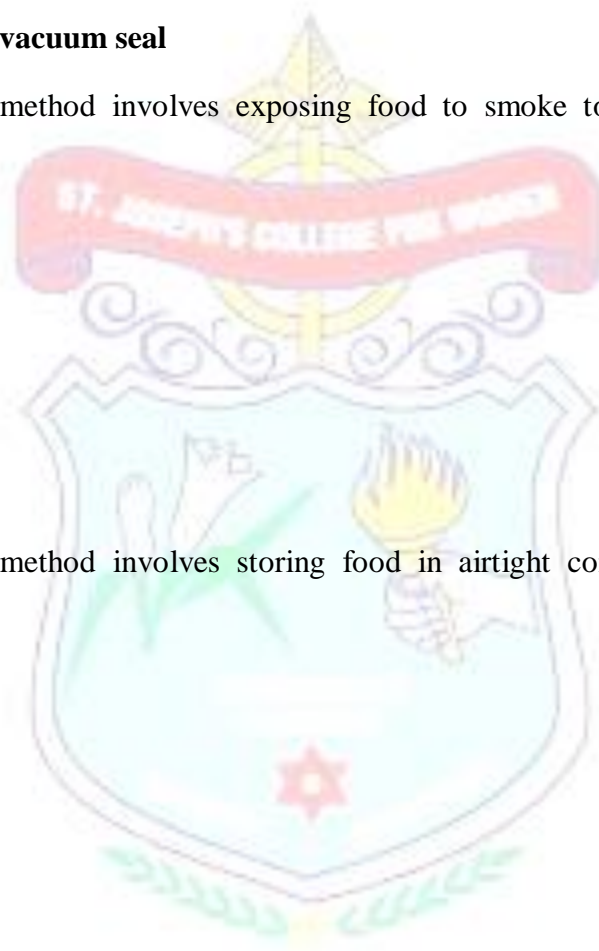 vacuum seal
method involves exposing food to smoke to
ST. JOSEPH'S COLLEGE FOR WOMEN
method involves storing food in airtight co